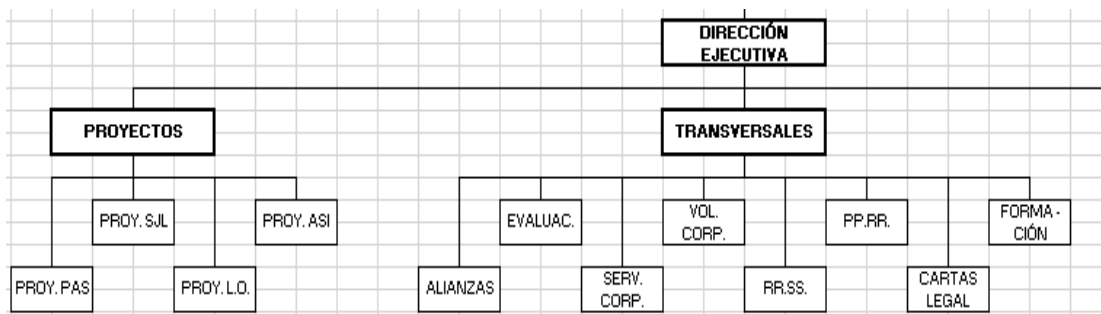 DIRECCIÓN
EJECUTIVA
PROYECTOS
TRANSVERSALES
PROY. SJL
PROY. ASI
EVALUAC.
VOL.
CORP.
PP.RR.
FORMA -
CIÓN
PROY. PAS
PROY. L.O.
ALIANZAS
SERV.
CORP.
RR.SS.
CARTAS
LEGAL